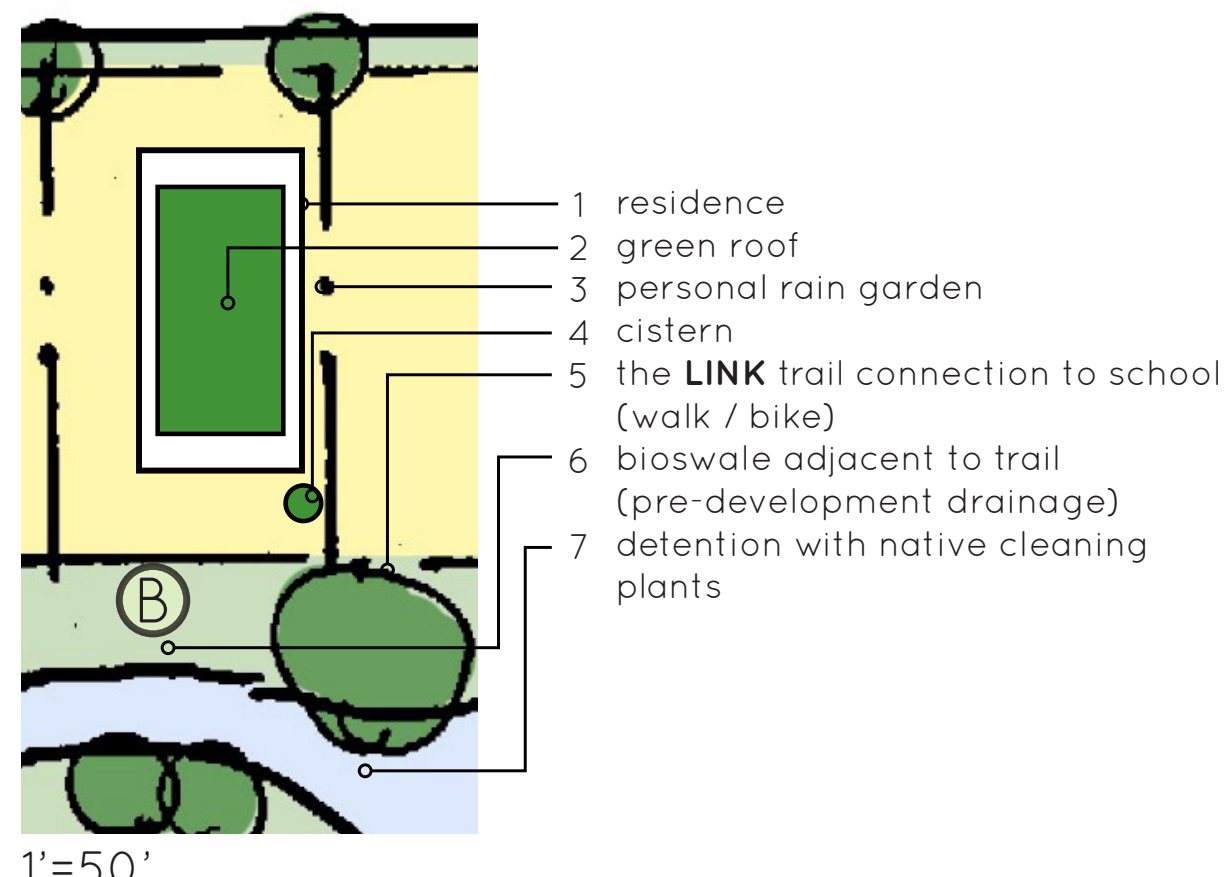 1 residence
2 green roof
3 personal rain garden
4 cistern
5 the LINK trail connection to school
(walk / bike)
6 bioswale adjacent to trail
(pre-development drainage)
7 detention with native cleaning
plants
B
1'=50'